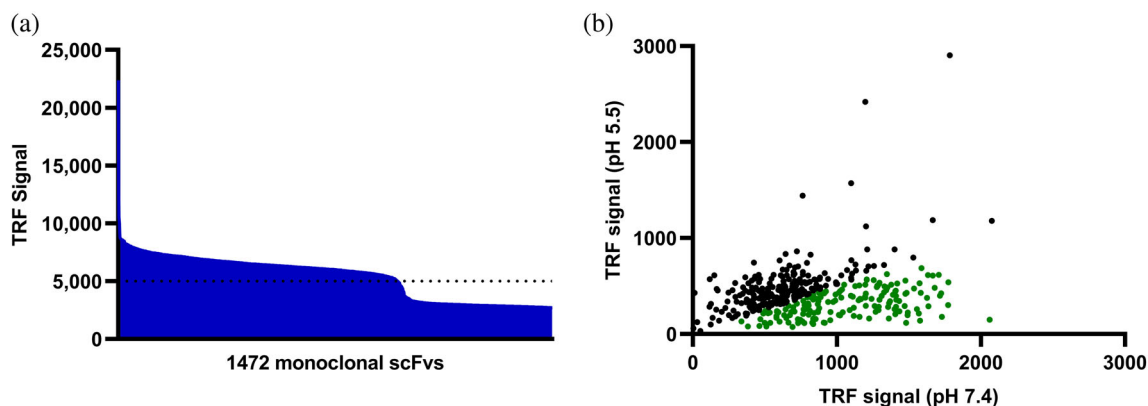 (a)
25,000
20,000
15,000
10,000
5,000
0
TRF Signal
1472 monoclonal scFvs
(b)
3000
2000
1000
0
TRF signal (pH 5.5)
0 1000 2000 3000
TRF signal (pH 7.4)